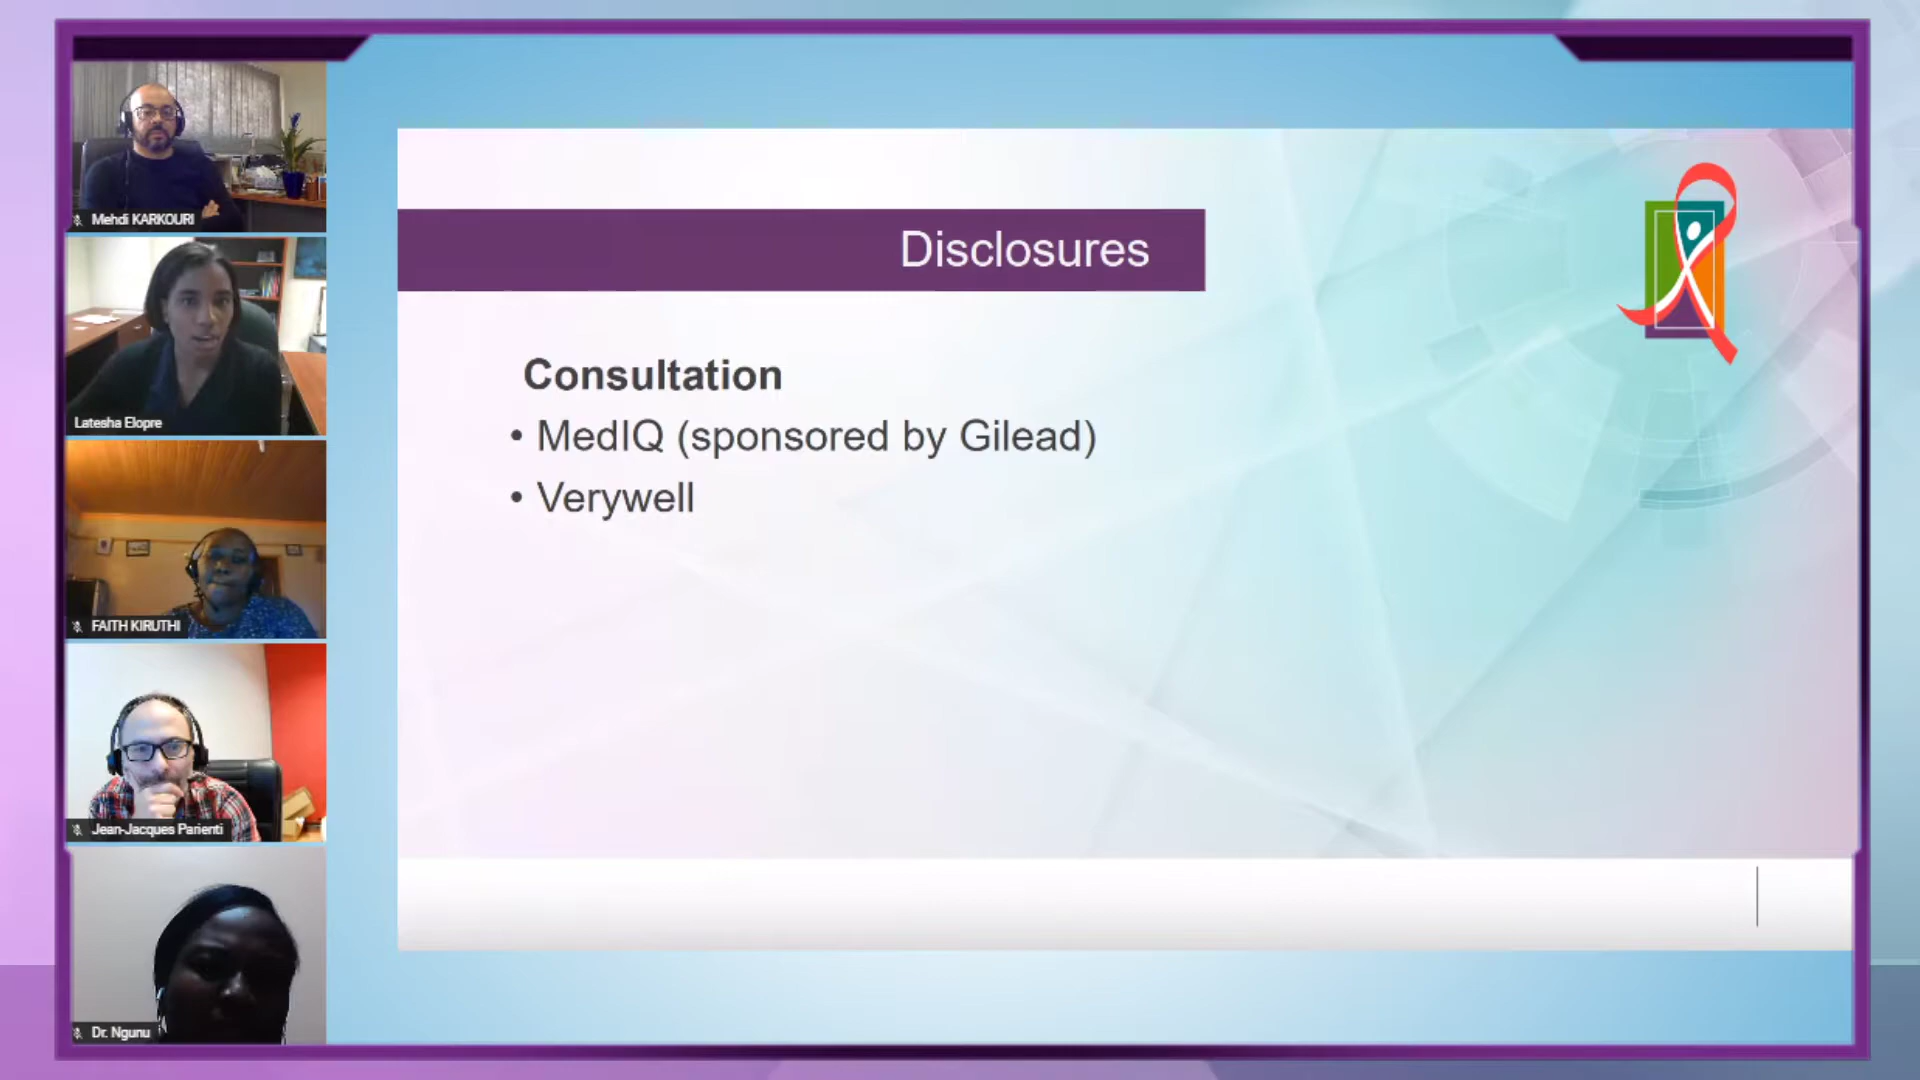 Mehdi KARKOURI
Latesha Elopre
FAITH KIRUTHI
Jean-Jacques Parienti
Dr. Ngunu
Disclosures
Consultation
• MedIQ (sponsored by Gilead)
• Verywell